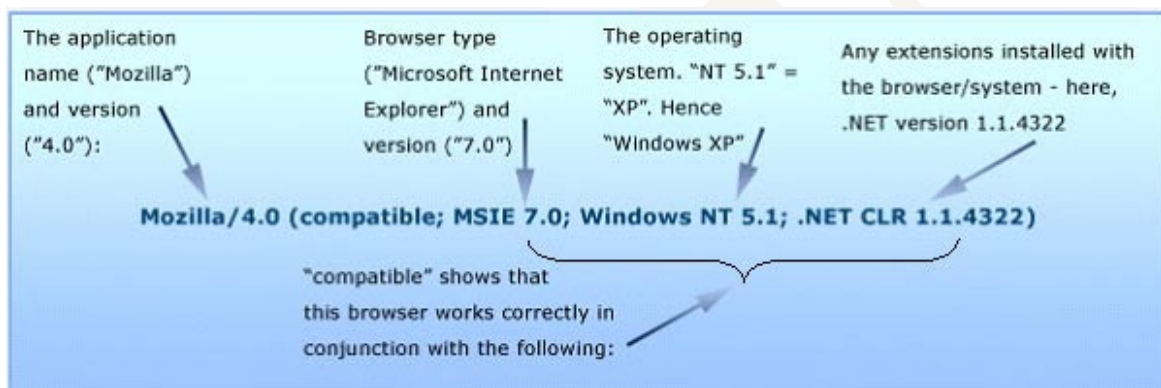 The application
name ("Mozilla")
and version
("4.0"):
Browser type
("Microsoft Internet
Explorer") and
version ("7.0")
The operating
system. "NT 5.1" =
"XP". Hence
"Windows XP"
Any extensions installed with
the browser/system - here,
.NET version 1.1.4322
Mozilla/4.0 (compatible; MSIE 7.0; Windows NT 5.1; .NET CLR 1.1.4322)
"compatible" shows that
this browser works correctly in
conjunction with the following: